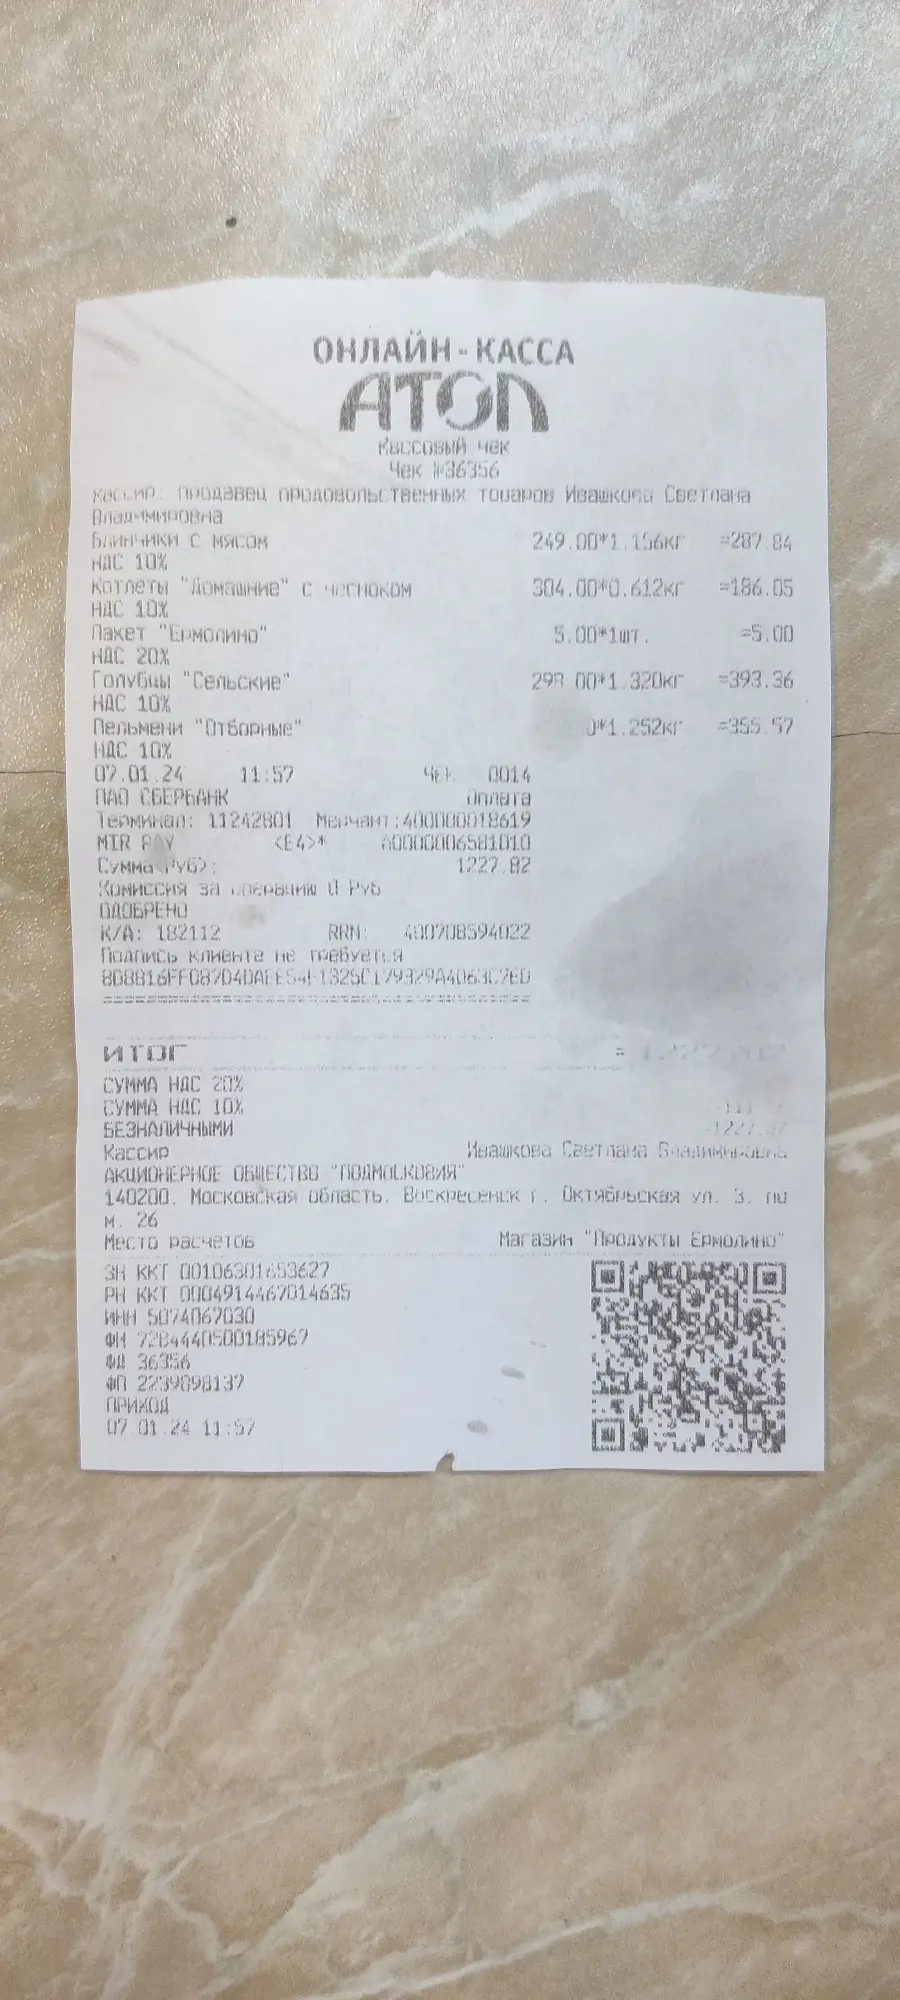 ОНЛАЙН-КАССА
АТОЛ
Кассовый чек
Чек №36356
Кассир: Продавец продовольственных товаров Ивашкова Светлана
Владимировна
Блинчики с мясом 249.00*1.156кг =287.84
НДС 10%
Котлеты "Домашние" с чесноком 304.00*0.612кг =186.05
НДС 10%
Пакет "Ермолино" 5.00*1шт. =5.00
НДС 20%
Голубцы "Сельские" 298.00*1.320кг =393.36
НДС 10%
Пельмени "Отборные" 0*1.252кг =355.57
НДС 10%
07.01.24 11:57 ЧЕК 0014
ПАО СБЕРБАНК Оплата
Терминал: 11242801 Мерчант:400000018619
MIR PAY <E4>* A0000006581010
Сумма(Руб): 1227.82
Комиссия за операцию 0 Руб
ОДОБРЕНО
К/А: 182112 RRN: 400708594022
Подпись клиента не требуется
================================
ИТОГ =1227.82
СУММА НДС 20%
СУММА НДС 10%
БЕЗНАЛИЧНЫМИ =1227.82
Кассир Ивашкова Светлана Владимировна
АКЦИОНЕРНОЕ ОБЩЕСТВО "ПОДМОСКОВИЯ"
140200. Московская область. Воскресенск г. Октябрьская ул. 3. по
м. 26
Место расчетов Магазин "Продукты Ермолино"
ЗН ККТ 00106301653627
РН ККТ 0004914467014635
ИНН 5074067030
ФН 7284440500185967
ФД 36356
ФП 2239898137
ПРИХОД
07.01.24 11:57